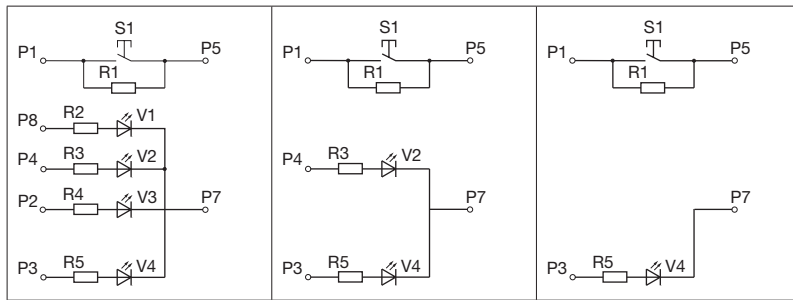 S1
P1 P5
R1
P8 R2 V1
P4 R3 V2
P2 R4 V3 P7
P3 R5 V4
S1
P1 P5
R1
P4 R3 V2
P7
P3 R5 V4
S1
P1 P5
R1
P7
P3 R5 V4